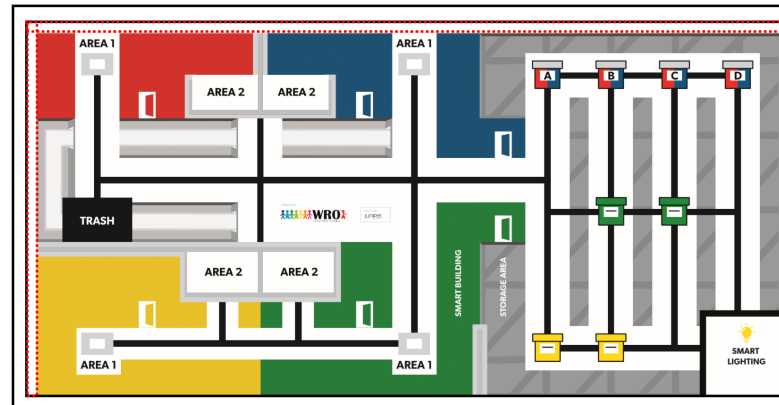 AREA 1
AREA 1
A
B
C
D
AREA 2
AREA 2
WRO
juniper
TRASH
SMART BUILDING
STORAGE AREA
AREA 2
AREA 2
AREA 1
AREA 1
SMART
LIGHTING